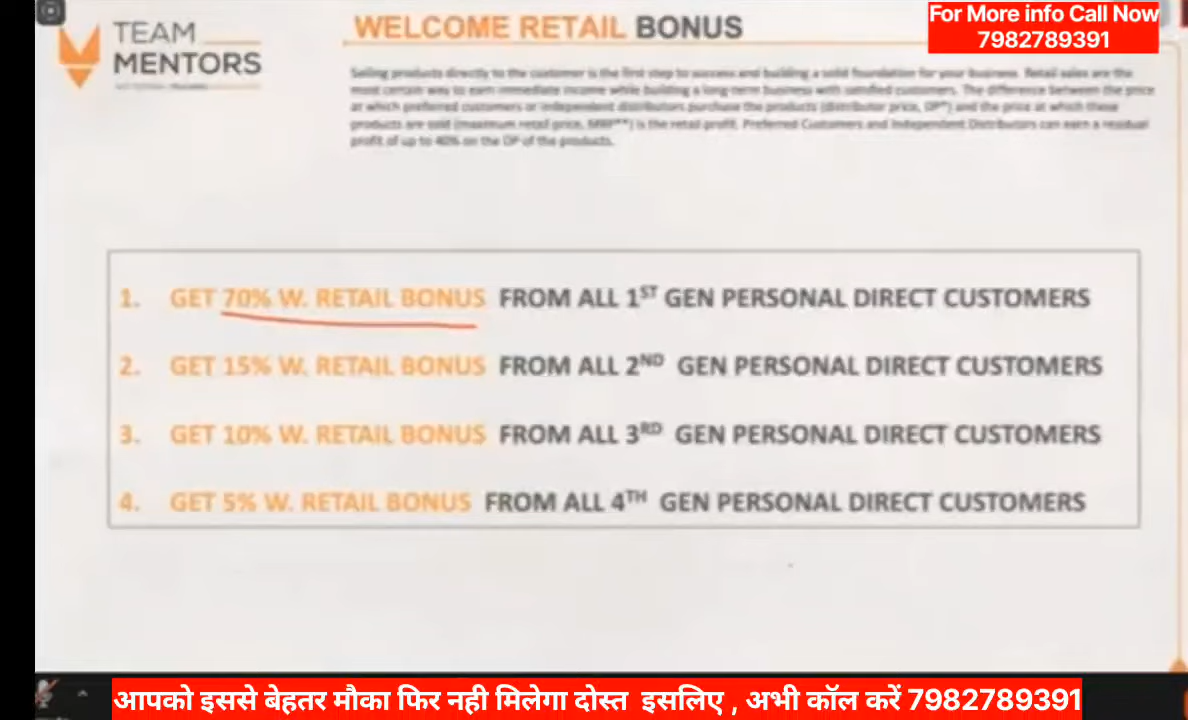 TEAM
MENTORS
WELCOME RETAIL BONUS
For More info Call Now
7982789391
Selling products directly to the customer is the first step to success and building a solid foundation for your business. Retail sales are the
most certain way to earn immediate income while building a long-term business with satisfied customers. The difference between the price
at which preferred customers or independent distributors purchase the products (distributor price, DP*) and the price at which these
products are sold (maximum retail price, MRP**) is the retail profit. Preferred Customers and Independent Distributors can earn a residual
profit of up to 40% on the DP of the products.
1. GET 70% W. RETAIL BONUS FROM ALL 1ST GEN PERSONAL DIRECT CUSTOMERS
2. GET 15% W. RETAIL BONUS FROM ALL 2ND GEN PERSONAL DIRECT CUSTOMERS
3. GET 10% W. RETAIL BONUS FROM ALL 3RD GEN PERSONAL DIRECT CUSTOMERS
4. GET 5% W. RETAIL BONUS FROM ALL 4TH GEN PERSONAL DIRECT CUSTOMERS
आपको इससे बेहतर मौका फिर नही मिलेगा दोस्त इसलिए , अभी कॉल करें 7982789391